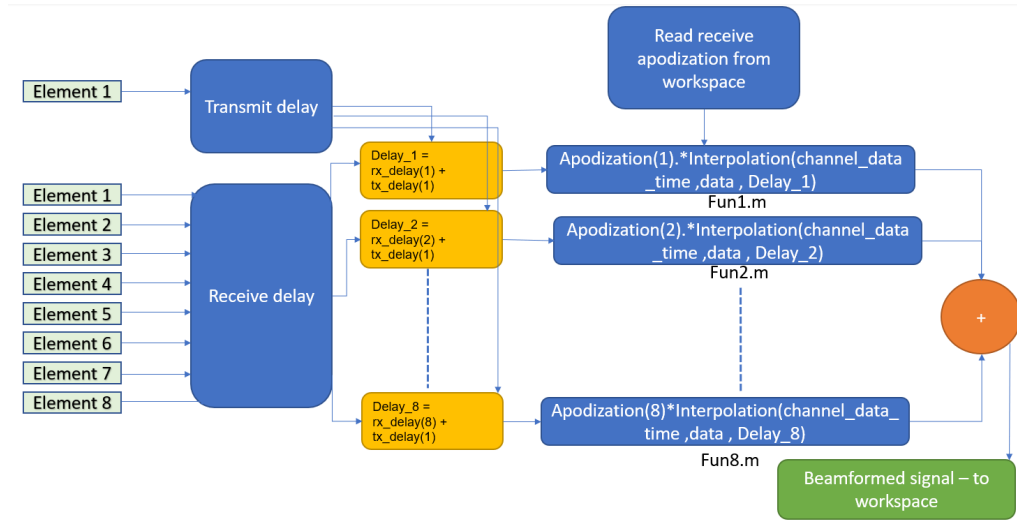 Read receive
apodization from
workspace
Element 1
Transmit delay
Delay_1 =
rx_delay(1) +
tx_delay(1)
Apodization(1).*Interpolation(channel_data
_time ,data , Delay_1)
Fun1.m
Element 1
Element 2
Element 3
Element 4
Element 5
Element 6
Element 7
Element 8
Receive delay
Delay_2 =
rx_delay(2) +
tx_delay(1)
Apodization(2).*Interpolation(channel_data
_time ,data , Delay_2)
Fun2.m
+
Delay_8 =
rx_delay(8) +
tx_delay(1)
Apodization(8)*Interpolation(channel_data_
time ,data , Delay_8)
Fun8.m
Beamformed signal – to
workspace